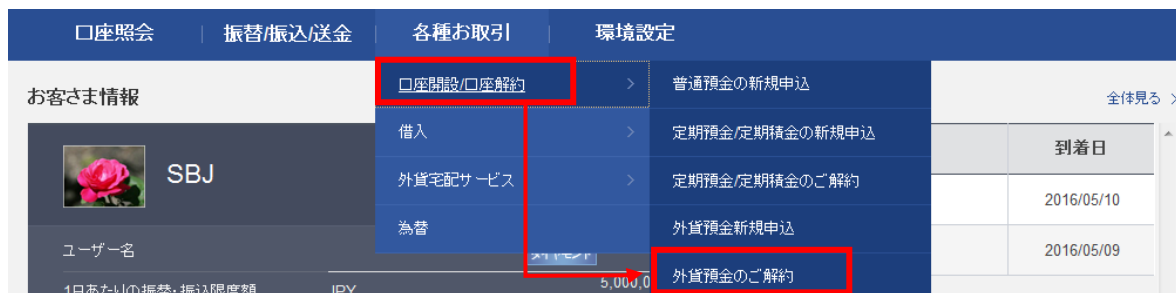 口座照会 振替/振込/送金 各種お取引 環境設定
お客さま情報
全体見る
口座開設/口座解約
借入
外貨宅配サービス
為替
普通預金の新規申込
定期預金/定期積金の新規申込
定期預金/定期積金のご解約
外貨預金新規申込
外貨預金のご解約
SBJ
到着日
2016/05/10
2016/05/09
ユーザー名
1日あたりの振替・振込限度額 JPY 5,000,0